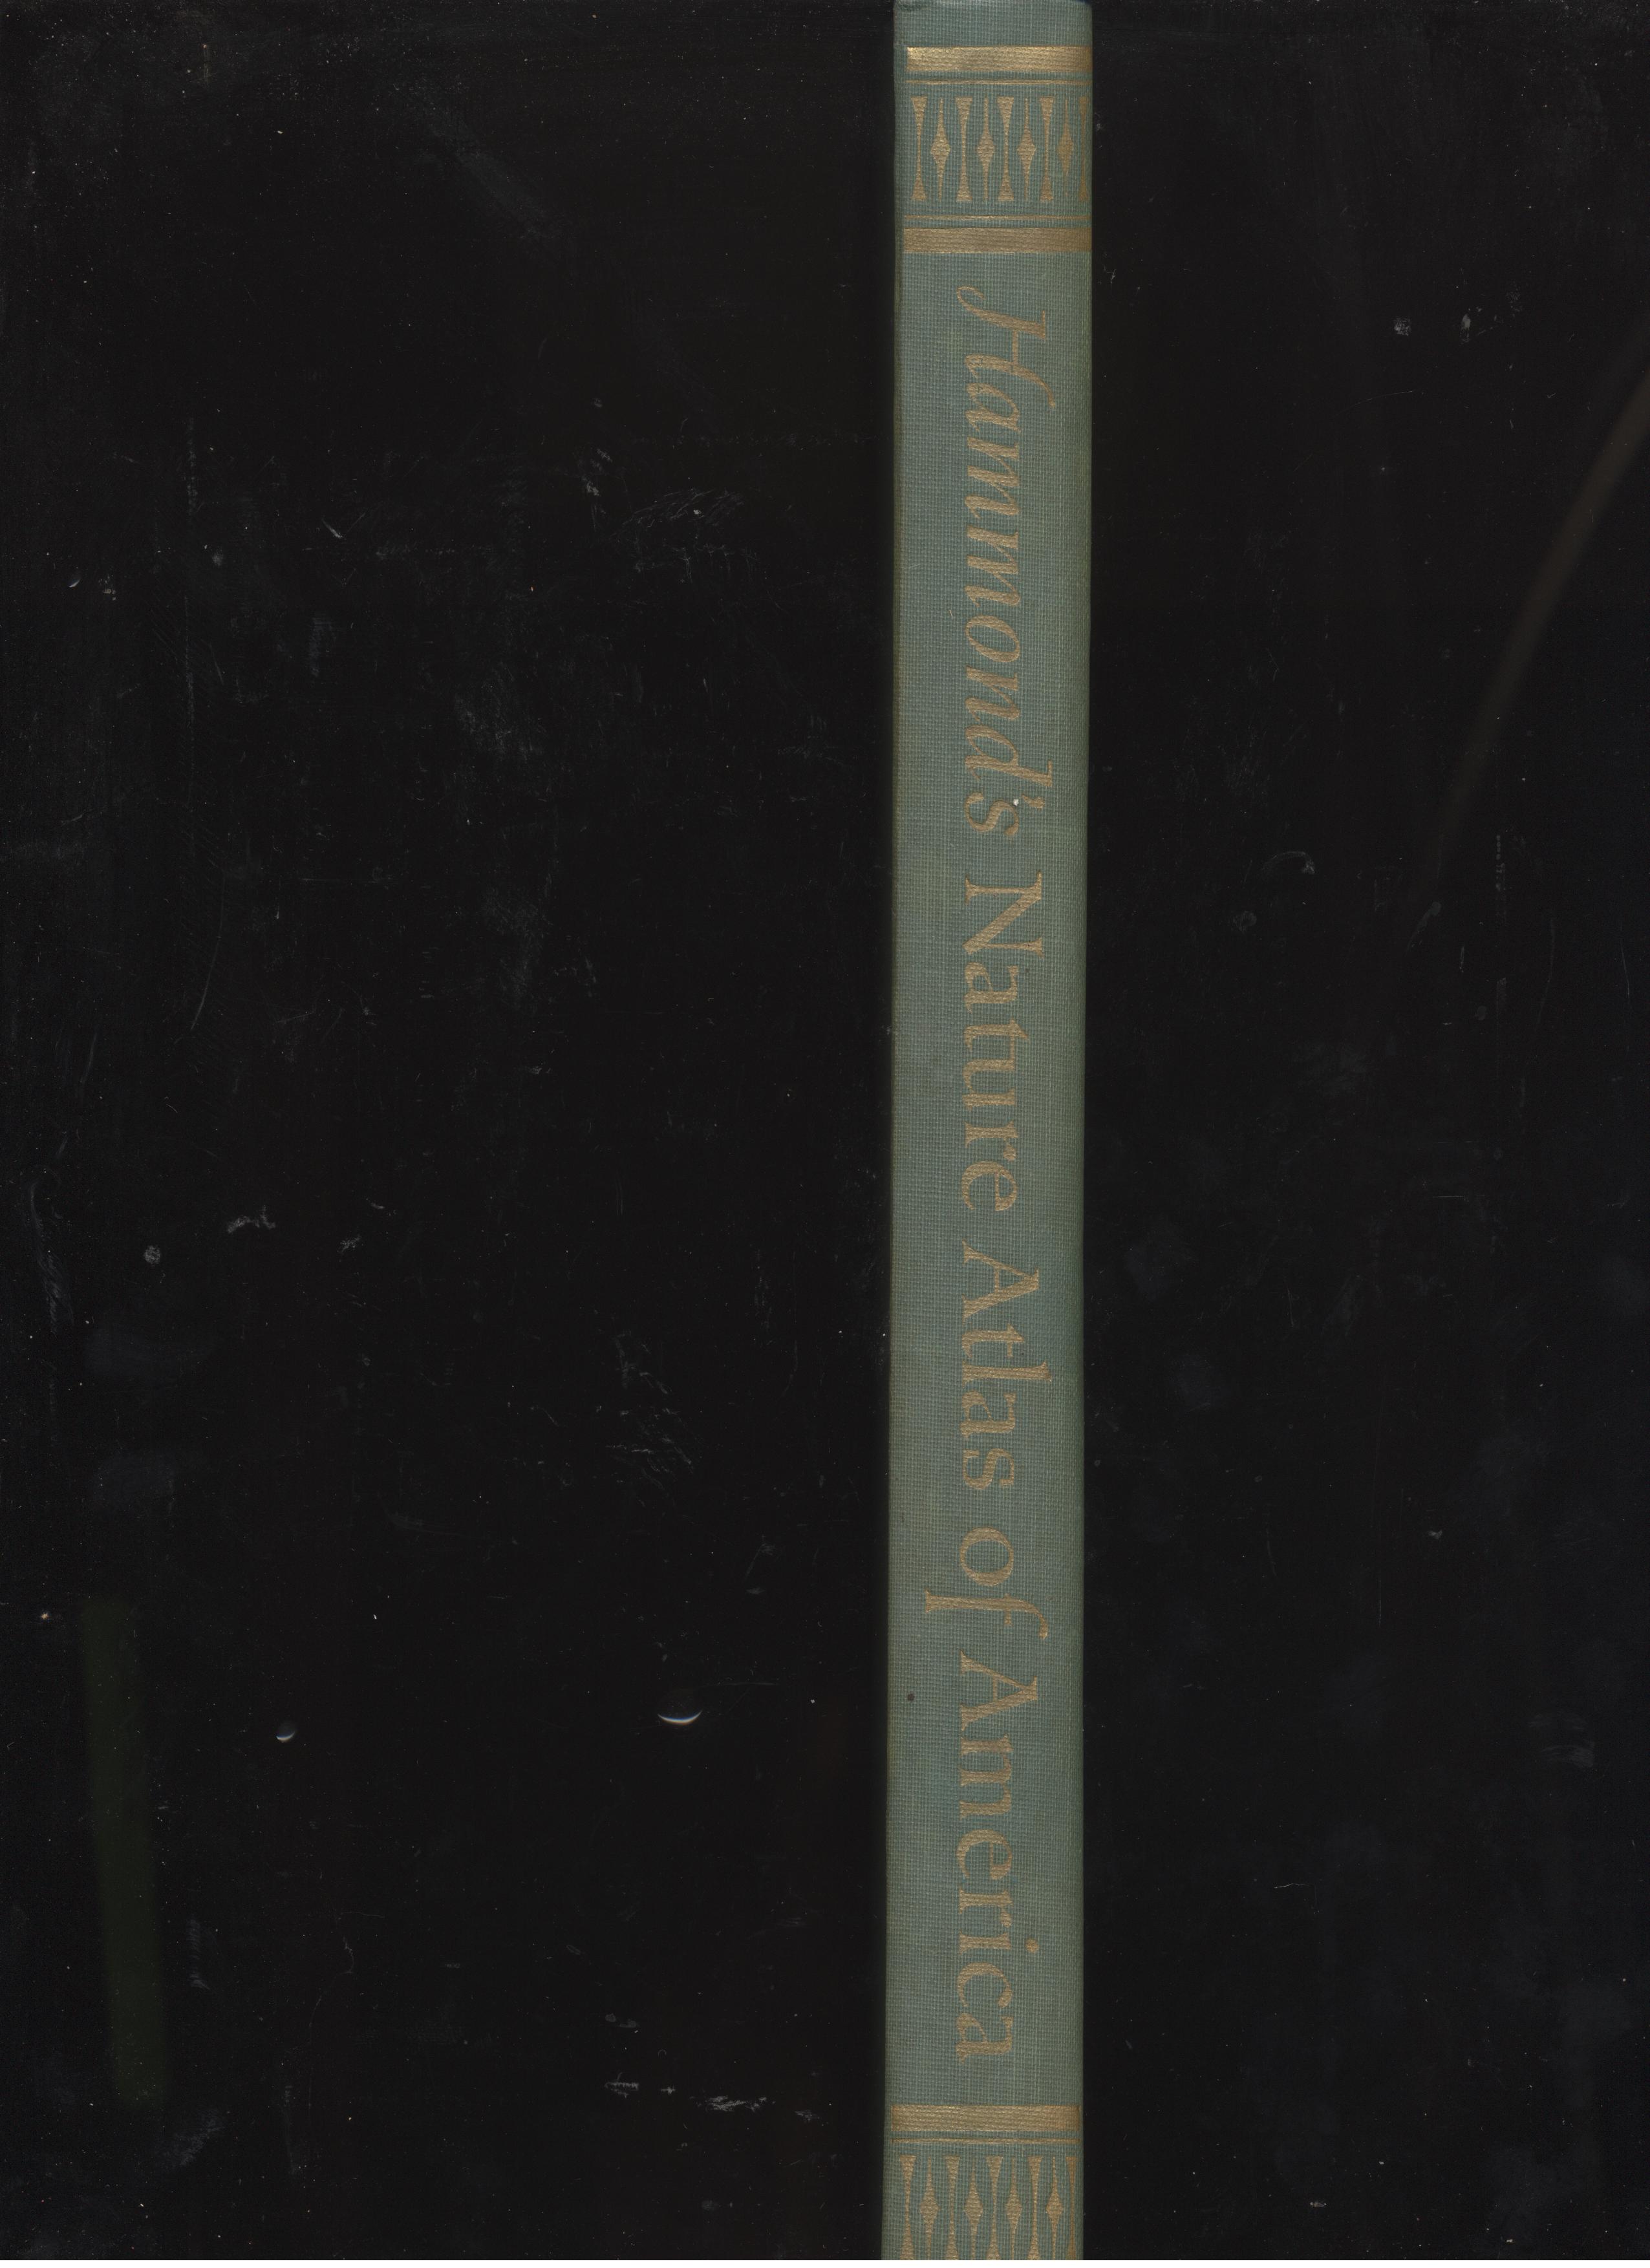 Hammond's Nature Atlas of America